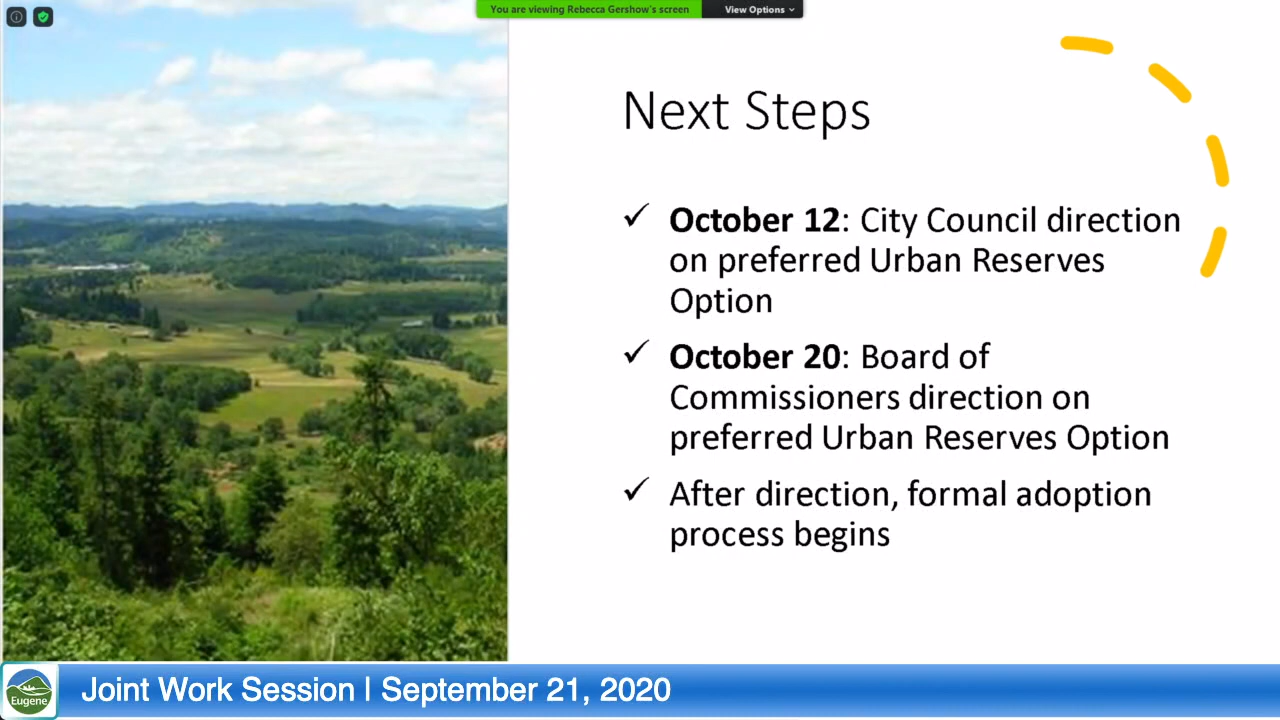 You are viewing Rebecca Gershow's screen
View Options
Next Steps
✓ October 12: City Council direction
on preferred Urban Reserves
Option
✓ October 20: Board of
Commissioners direction on
preferred Urban Reserves Option
✓ After direction, formal adoption
process begins
Eugene
Joint Work Session | September 21, 2020